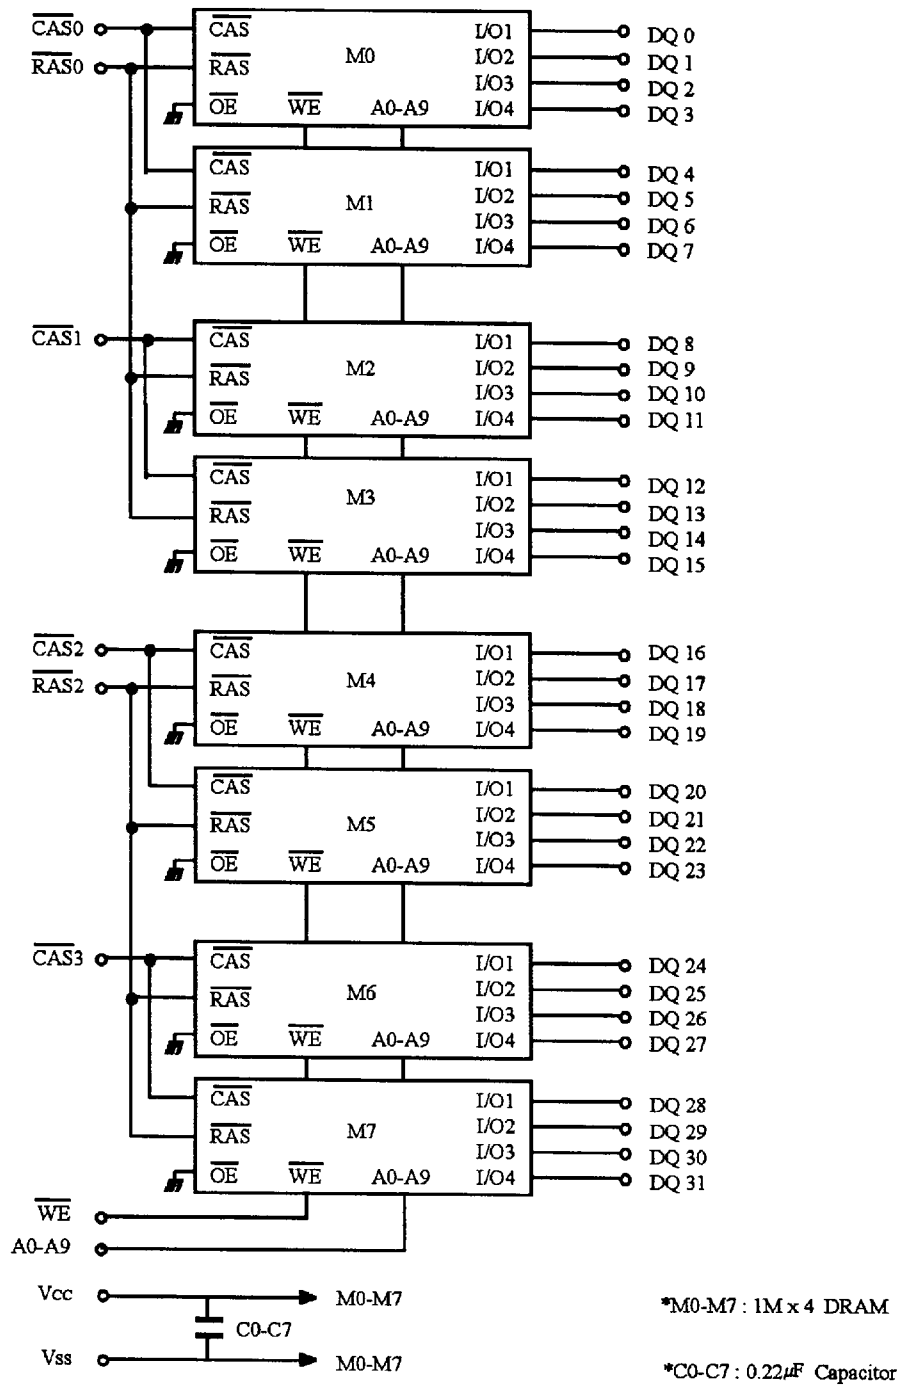 CAS0 CAS I/O1 DQ 0
M0 I/O2 DQ 1
RAS0 RAS I/O3 DQ 2
OE WE A0-A9 I/O4 DQ 3
CAS I/O1 DQ 4
M1 I/O2 DQ 5
RAS I/O3 DQ 6
OE WE A0-A9 I/O4 DQ 7
CAS1 CAS I/O1 DQ 8
M2 I/O2 DQ 9
RAS I/O3 DQ 10
OE WE A0-A9 I/O4 DQ 11
CAS I/O1 DQ 12
M3 I/O2 DQ 13
RAS I/O3 DQ 14
OE WE A0-A9 I/O4 DQ 15
CAS2 CAS I/O1 DQ 16
RAS2 RAS M4 I/O2 DQ 17
I/O3 DQ 18
OE WE A0-A9 I/O4 DQ 19
CAS I/O1 DQ 20
RAS M5 I/O2 DQ 21
I/O3 DQ 22
OE WE A0-A9 I/O4 DQ 23
CAS3 CAS I/O1 DQ 24
RAS M6 I/O2 DQ 25
I/O3 DQ 26
OE WE A0-A9 I/O4 DQ 27
CAS I/O1 DQ 28
RAS M7 I/O2 DQ 29
I/O3 DQ 30
OE WE A0-A9 I/O4 DQ 31
WE
A0-A9
Vcc M0-M7
*M0-M7 : 1M x 4 DRAM
C0-C7
Vss M0-M7
*C0-C7 : 0.22μF Capacitor